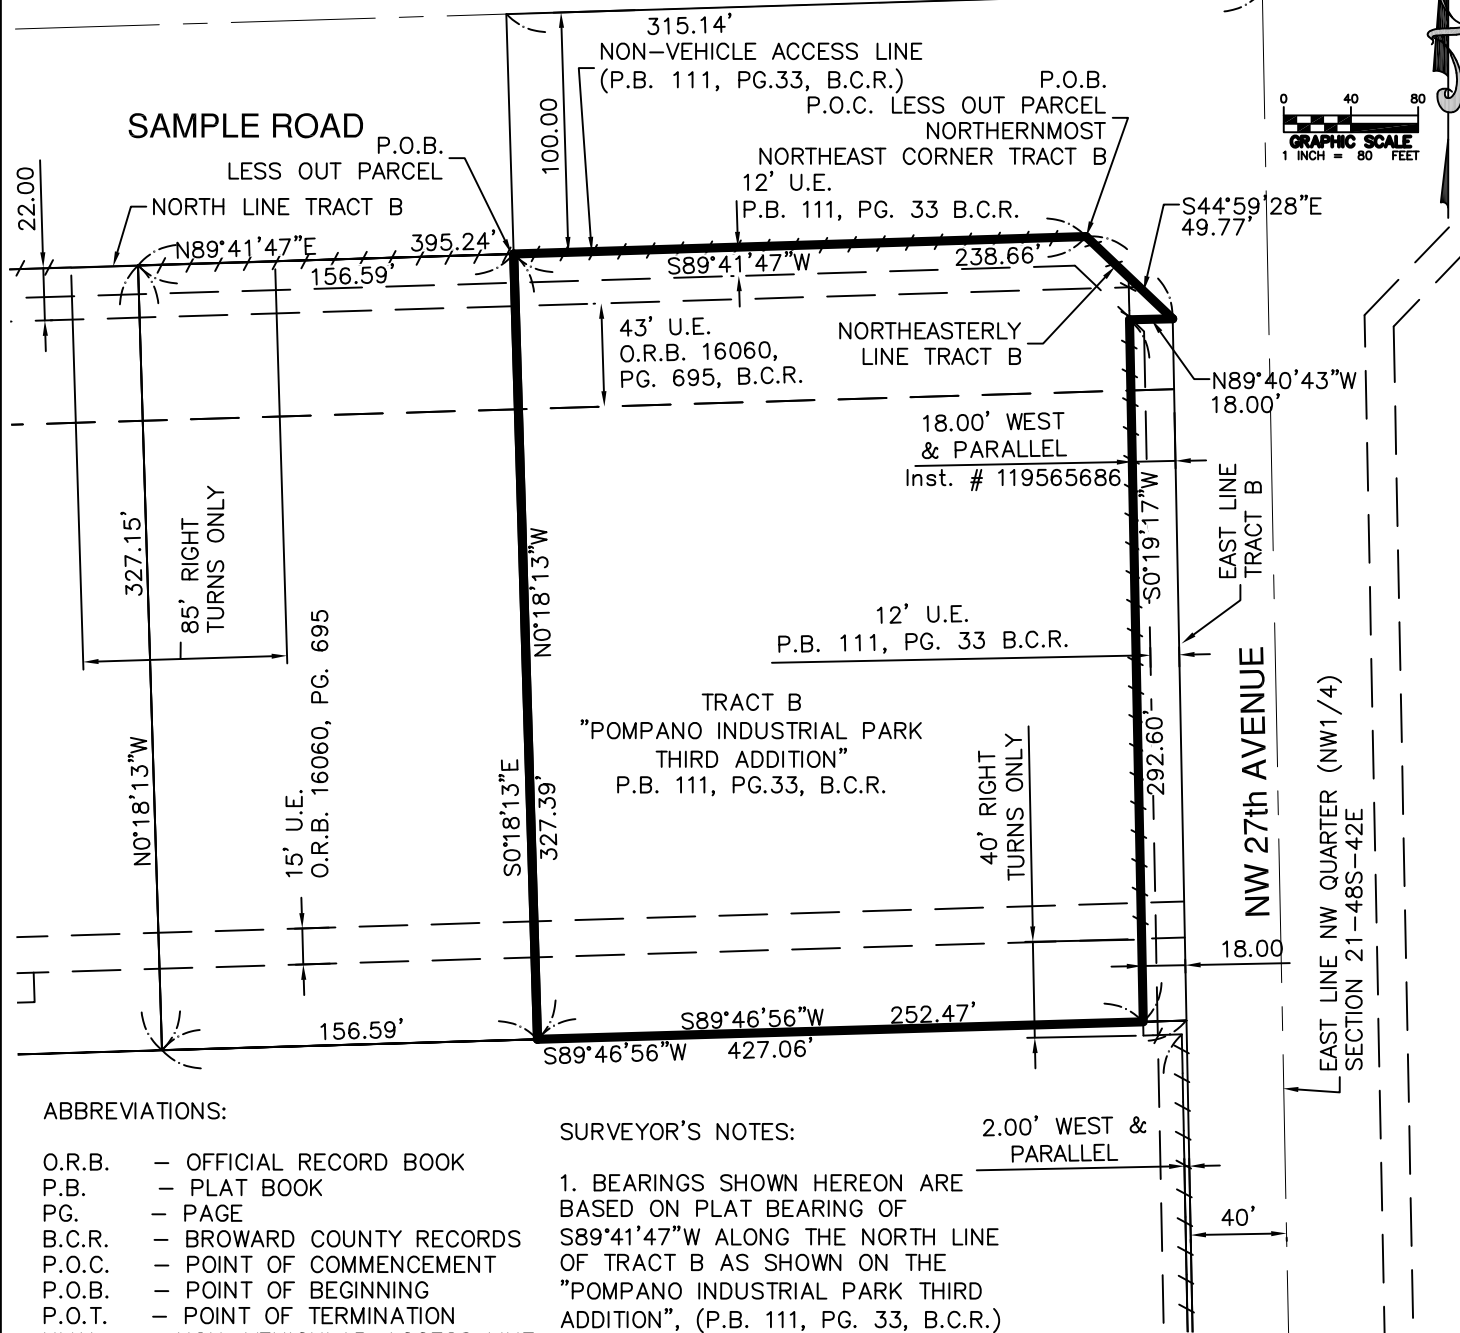 315.14'
NON-VEHICLE ACCESS LINE
(P.B. 111, PG.33, B.C.R.)
P.O.B.
P.O.C. LESS OUT PARCEL
NORTHERNMOST
NORTHEAST CORNER TRACT B
0 40 80
GRAPHIC SCALE
1 INCH = 80 FEET
SAMPLE ROAD
P.O.B.
LESS OUT PARCEL
100.00
22.00
NORTH LINE TRACT B
12' U.E.
P.B. 111, PG. 33 B.C.R.
S44°59'28"E
49.77'
N89°41'47"E
395.24'
156.59'
S89°41'47"W
238.66'
43' U.E.
O.R.B. 16060,
PG. 695, B.C.R.
NORTHEASTERLY
LINE TRACT B
N89°40'43"W
18.00'
18.00' WEST
& PARALLEL
Inst. # 119565686
EAST LINE
TRACT B
S0°19'17"W
327.15'
85' RIGHT
TURNS ONLY
N0°18'13"W
12' U.E.
P.B. 111, PG. 33 B.C.R.
TRACT B
"POMPANO INDUSTRIAL PARK
THIRD ADDITION"
P.B. 111, PG.33, B.C.R.
N0°18'13"W
15' U.E.
O.R.B. 16060, PG. 695
S0°18'13"E
327.39'
40' RIGHT
TURNS ONLY
292.60'
NW 27th AVENUE
EAST LINE NW QUARTER (NW1/4)
SECTION 21-48S-42E
18.00
156.59'
S89°46'56"W
252.47'
S89°46'56"W
427.06'
2.00' WEST &
PARALLEL
40'
ABBREVIATIONS:
O.R.B. - OFFICIAL RECORD BOOK
P.B. - PLAT BOOK
PG. - PAGE
B.C.R. - BROWARD COUNTY RECORDS
P.O.C. - POINT OF COMMENCEMENT
P.O.B. - POINT OF BEGINNING
P.O.T. - POINT OF TERMINATION
SURVEYOR'S NOTES:
1. BEARINGS SHOWN HEREON ARE
BASED ON PLAT BEARING OF
S89°41'47"W ALONG THE NORTH LINE
OF TRACT B AS SHOWN ON THE
"POMPANO INDUSTRIAL PARK THIRD
ADDITION", (P.B. 111, PG. 33, B.C.R.)